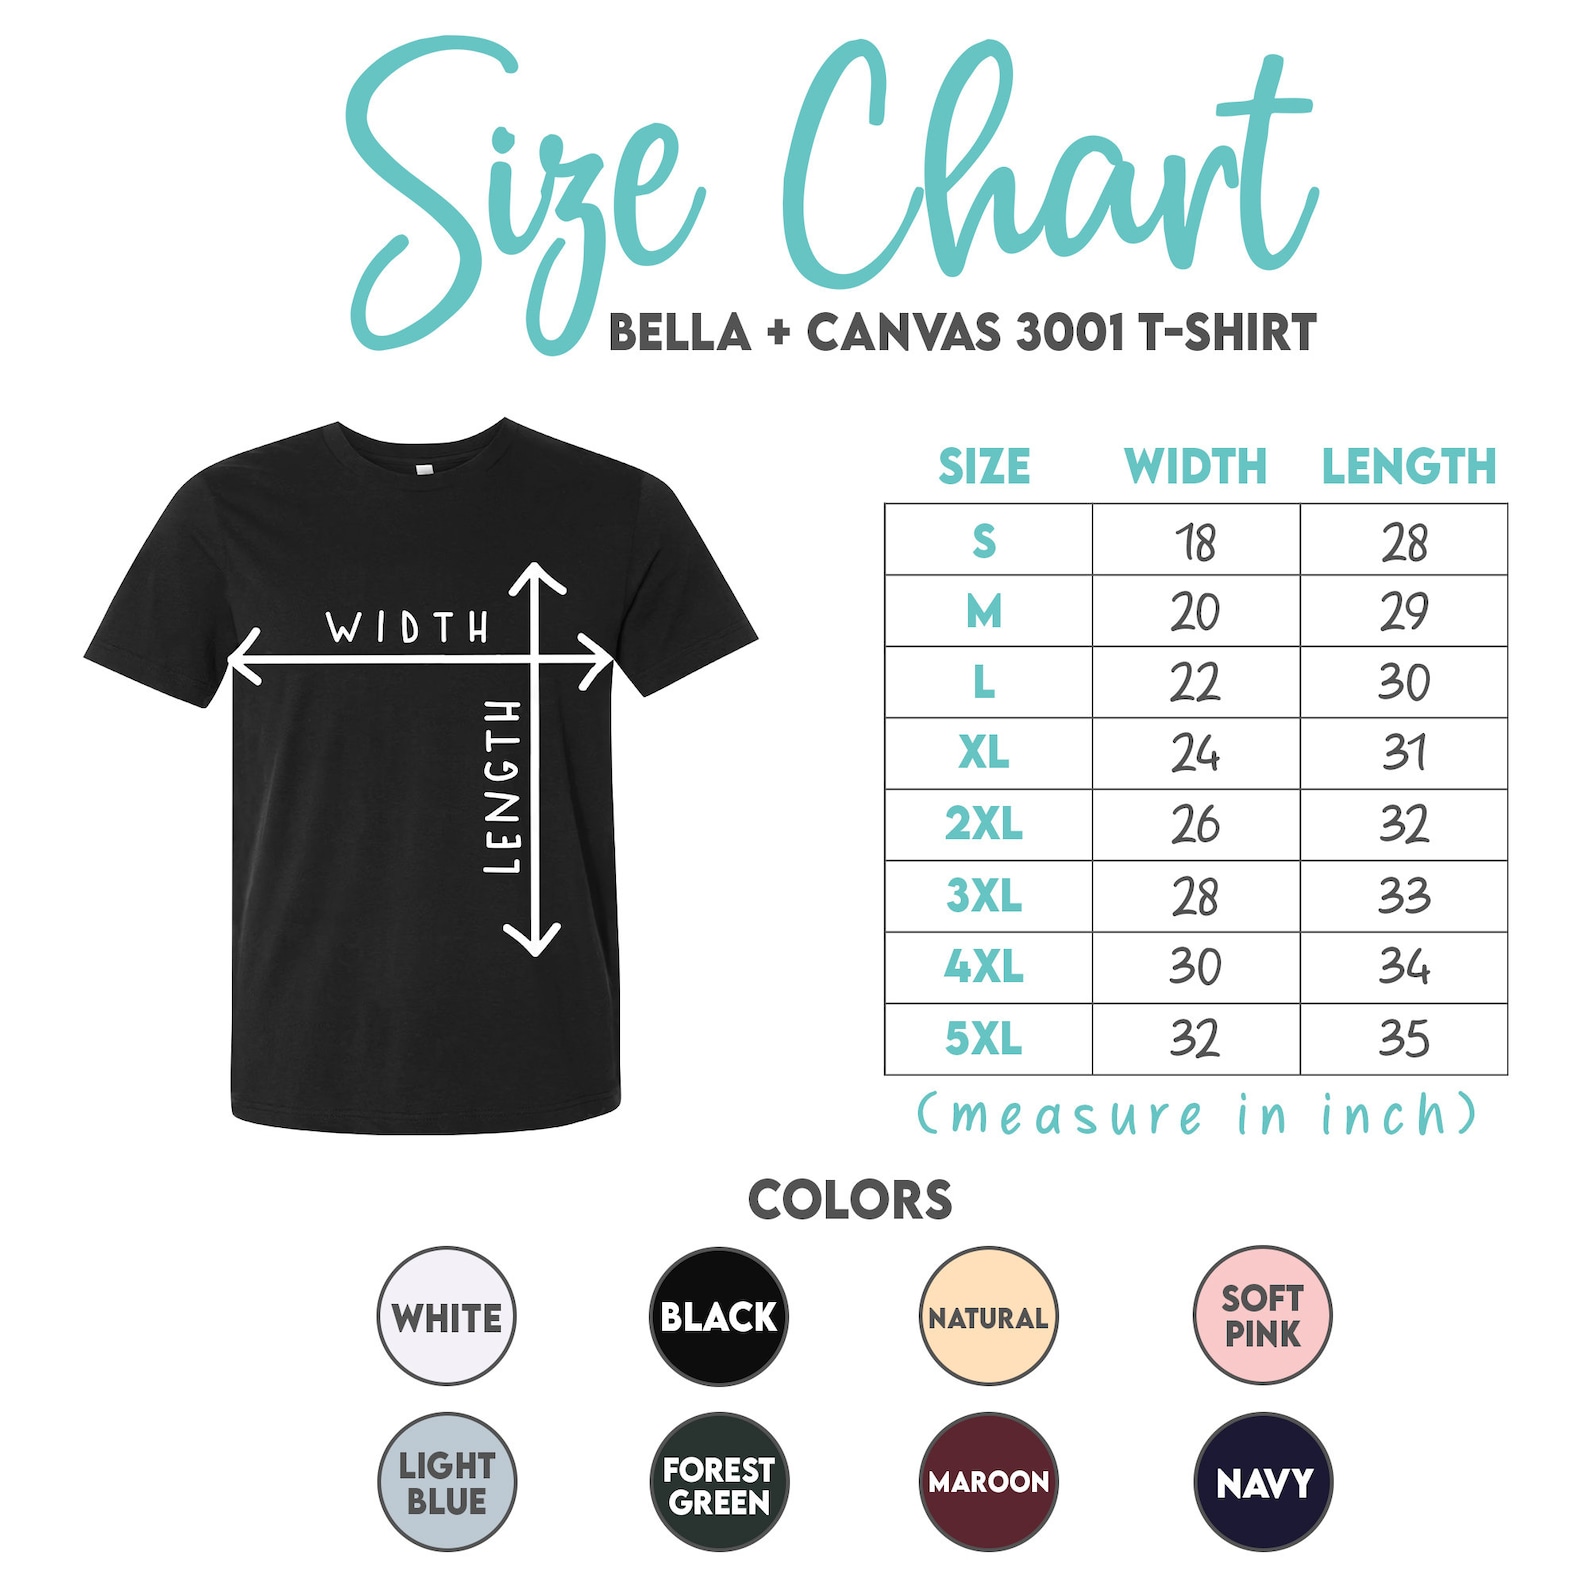 Size Chart
BELLA + CANVAS 3001 T-SHIRT
WIDTH
LENGTH
SIZE WIDTH LENGTH
S 18 28
M 20 29
L 22 30
XL 24 31
2XL 26 32
3XL 28 33
4XL 30 34
5XL 32 35
(measure in inch)
COLORS
WHITE
BLACK
NATURAL
SOFT
PINK
LIGHT
BLUE
FOREST
GREEN
MAROON
NAVY